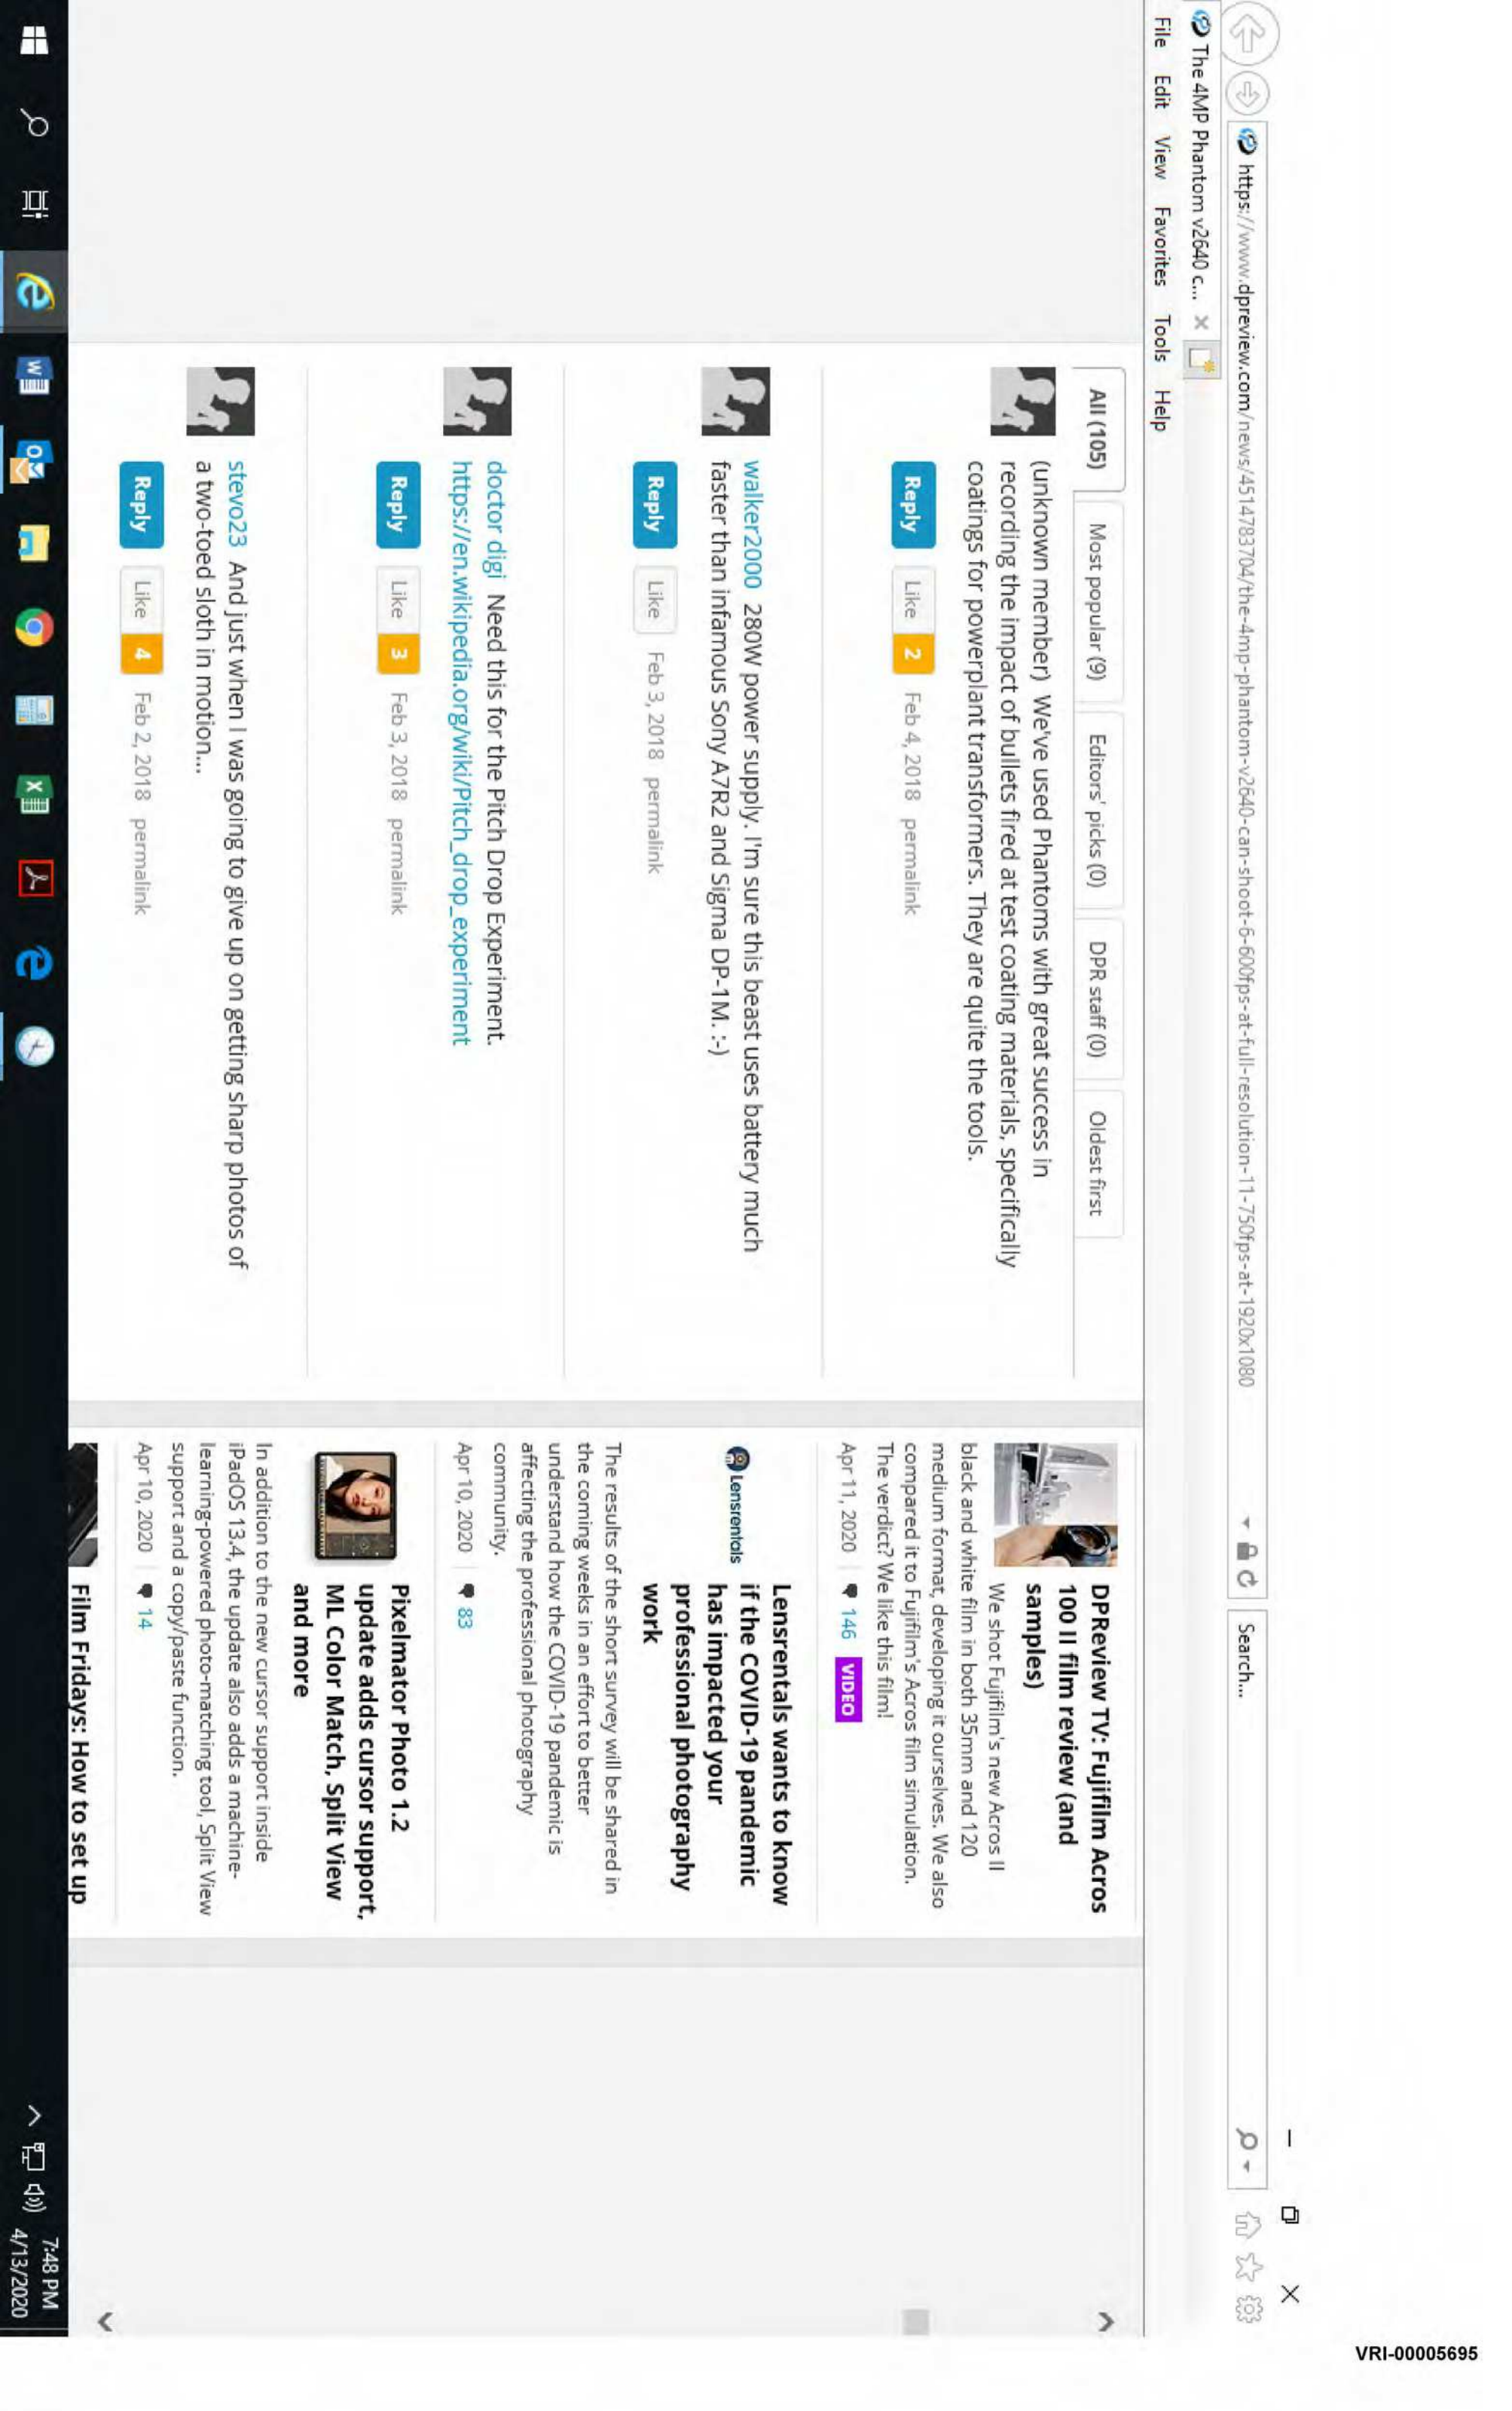 https://www.dpreview.com/news/4514783704/the-4mp-phantom-v2640-can-shoot-6-600fps-at-full-resolution-11-750fps-at-1920x1080
Search...
The 4MP Phantom v2640 c...
File Edit View Favorites Tools Help
All (105) Most popular (9) Editors' picks (0) DPR staff (0) Oldest first
(unknown member) We've used Phantoms with great success in
recording the impact of bullets fired at test coating materials, specifically
coatings for powerplant transformers. They are quite the tools.
Reply Like 2 Feb 4, 2018 permalink
walker2000 280W power supply. I'm sure this beast uses battery much
faster than infamous Sony A7R2 and Sigma DP-1M. :-)
Reply Like Feb 3, 2018 permalink
doctor digi Need this for the Pitch Drop Experiment.
https://en.wikipedia.org/wiki/Pitch_drop_experiment
Reply Like 3 Feb 3, 2018 permalink
stevo23 And just when I was going to give up on getting sharp photos of
a two-toed sloth in motion...
Reply Like 4 Feb 2, 2018 permalink
DPReview TV: Fujifilm Acros
100 II film review (and
samples)
We shot Fujifilm's new Acros II
black and white film in both 35mm and 120
medium format, developing it ourselves. We also
compared it to Fujifilm's Acros film simulation.
The verdict? We like this film!
Apr 11, 2020 146 VIDEO
Lensrentals
Lensrentals wants to know
if the COVID-19 pandemic
has impacted your
professional photography
work
The results of the short survey will be shared in
the coming weeks in an effort to better
understand how the COVID-19 pandemic is
affecting the professional photography
community.
Apr 10, 2020 83
Pixelmator Photo 1.2
update adds cursor support,
ML Color Match, Split View
and more
In addition to the new cursor support inside
iPadOS 13.4, the update also adds a machine-
learning-powered photo-matching tool, Split View
support and a copy/paste function.
Apr 10, 2020 14
Film Fridays: How to set up
7:48 PM
4/13/2020
VRI-00005695